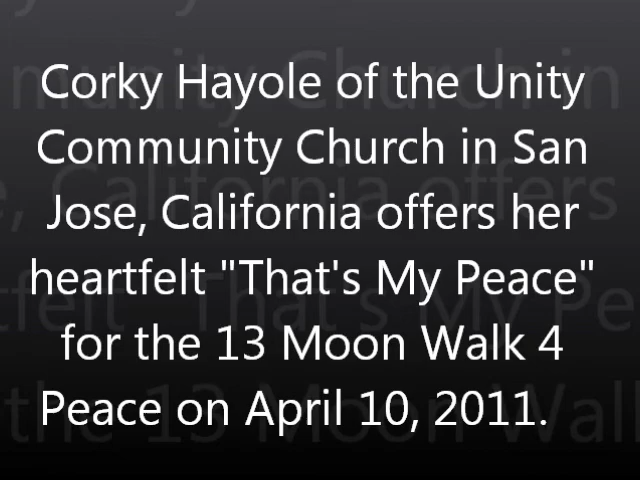 Corky Hayole of the Unity
Community Church in San
Jose, California offers her
heartfelt "That's My Peace"
for the 13 Moon Walk 4
Peace on April 10, 2011.